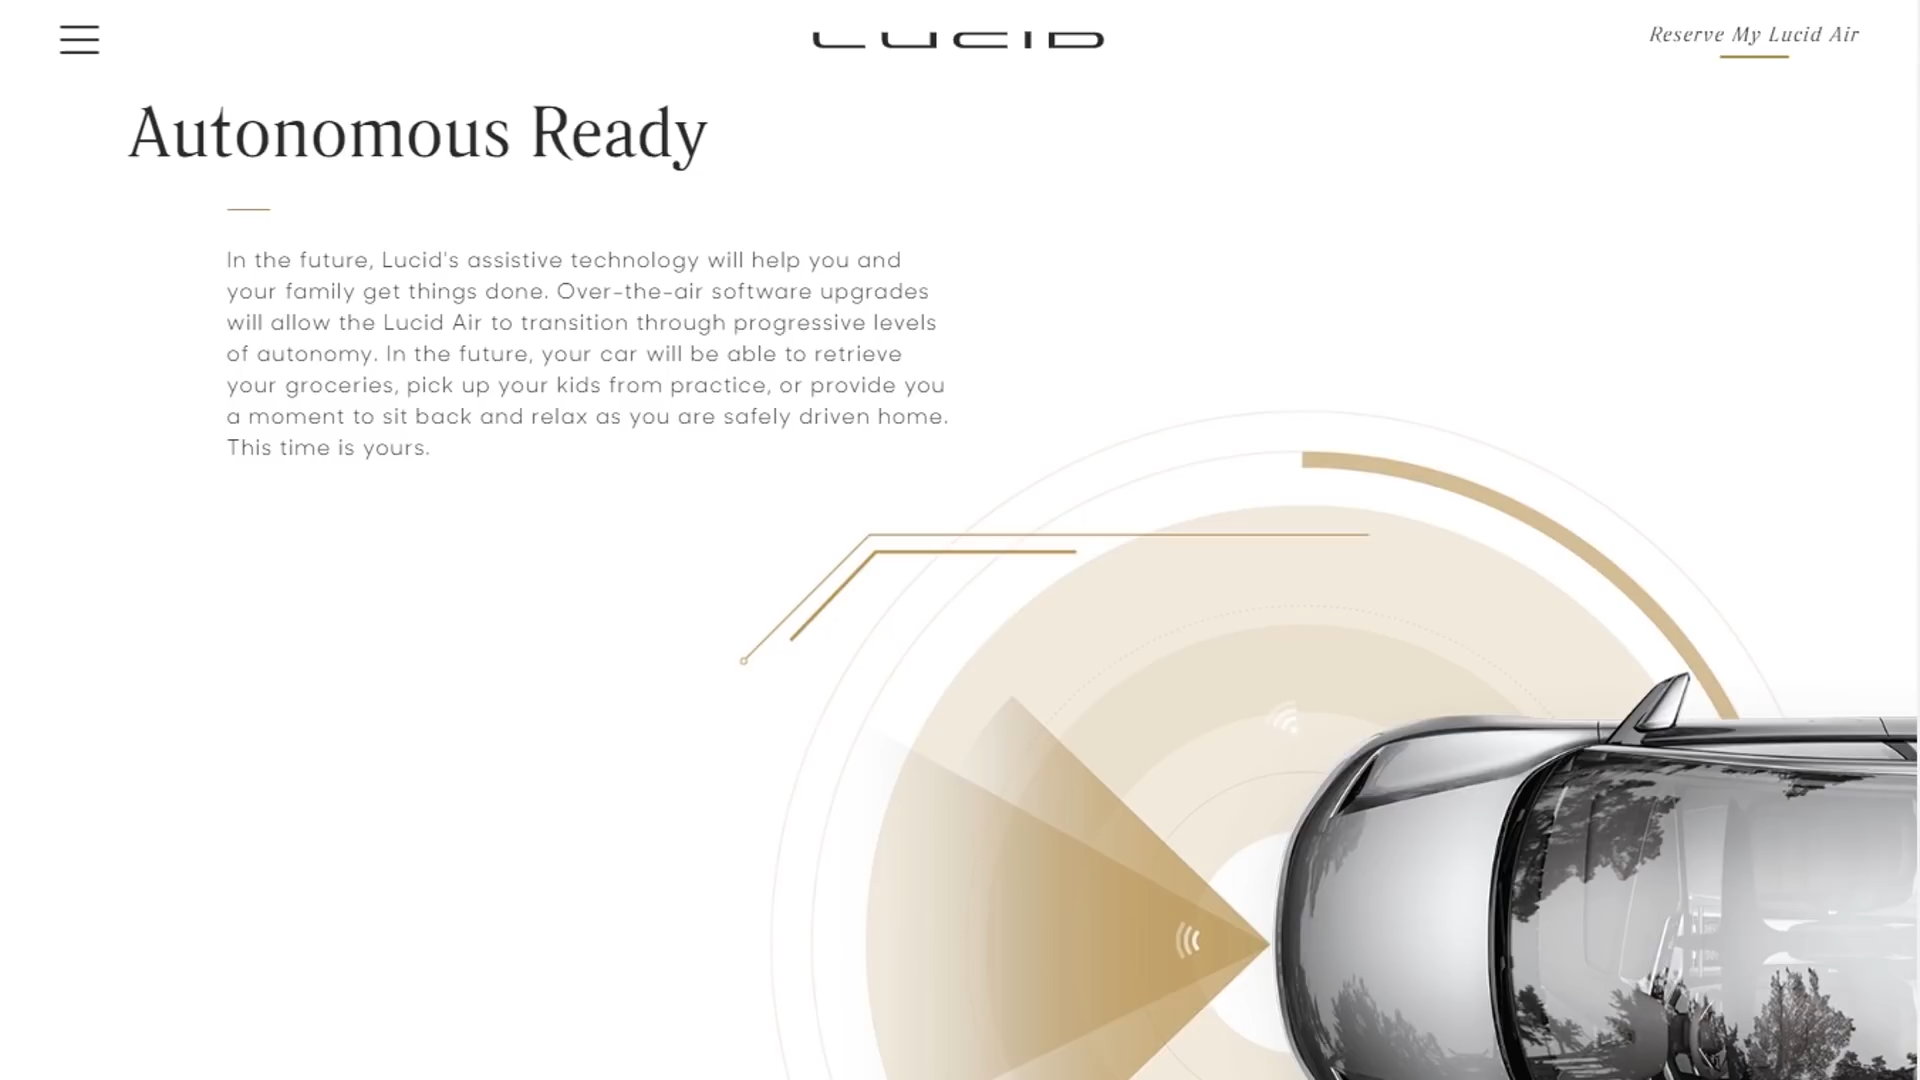 LUCID
Reserve My Lucid Air
Autonomous Ready
In the future, Lucid's assistive technology will help you and
your family get things done. Over-the-air software upgrades
will allow the Lucid Air to transition through progressive levels
of autonomy. In the future, your car will be able to retrieve
your groceries, pick up your kids from practice, or provide you
a moment to sit back and relax as you are safely driven home.
This time is yours.